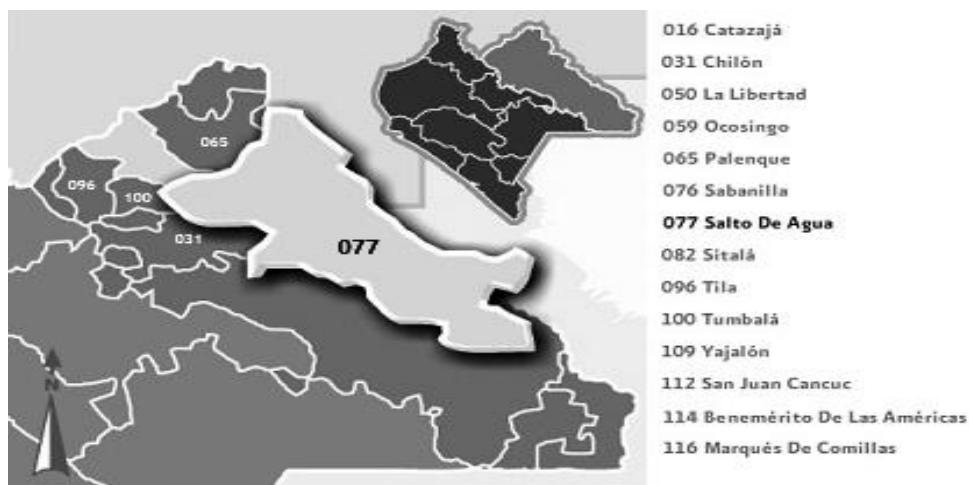 065
096
100
031
077
N
016 Catazajá
031 Chilón
050 La Libertad
059 Ocosingo
065 Palenque
076 Sabanilla
077 Salto De Agua
082 Sitalá
096 Tila
100 Tumbalá
109 Yajalón
112 San Juan Cancuc
114 Benemérito De Las Américas
116 Marqués De Comillas